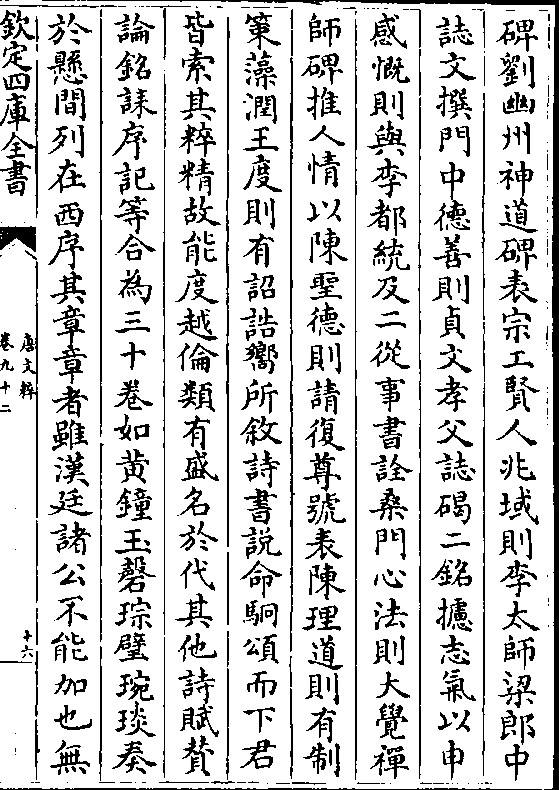 碑劉幽州神道碑表宗工賢人兆域則李太師梁郎中
誌文撰門中德善則貞文孝父誌碣二銘攄志氣以申
感慨則與李都統及二從事書詮桑門心法則大覺禪
師碑推人情以陳聖德則請復尊號表陳理道則有制
策藻潤王度則有詔誥嚮所敘詩書說命駉頌而下君
皆索其粹精故能度越倫類有盛名於代其他詩賦贊
論銘誄序記等合為三十卷如黄鐘玉磬琮璧琬琰奏
於懸間列在西序其章章者雖漢廷諸公不能加也無
欽定四庫全書
唐文粹
卷九十二
十六